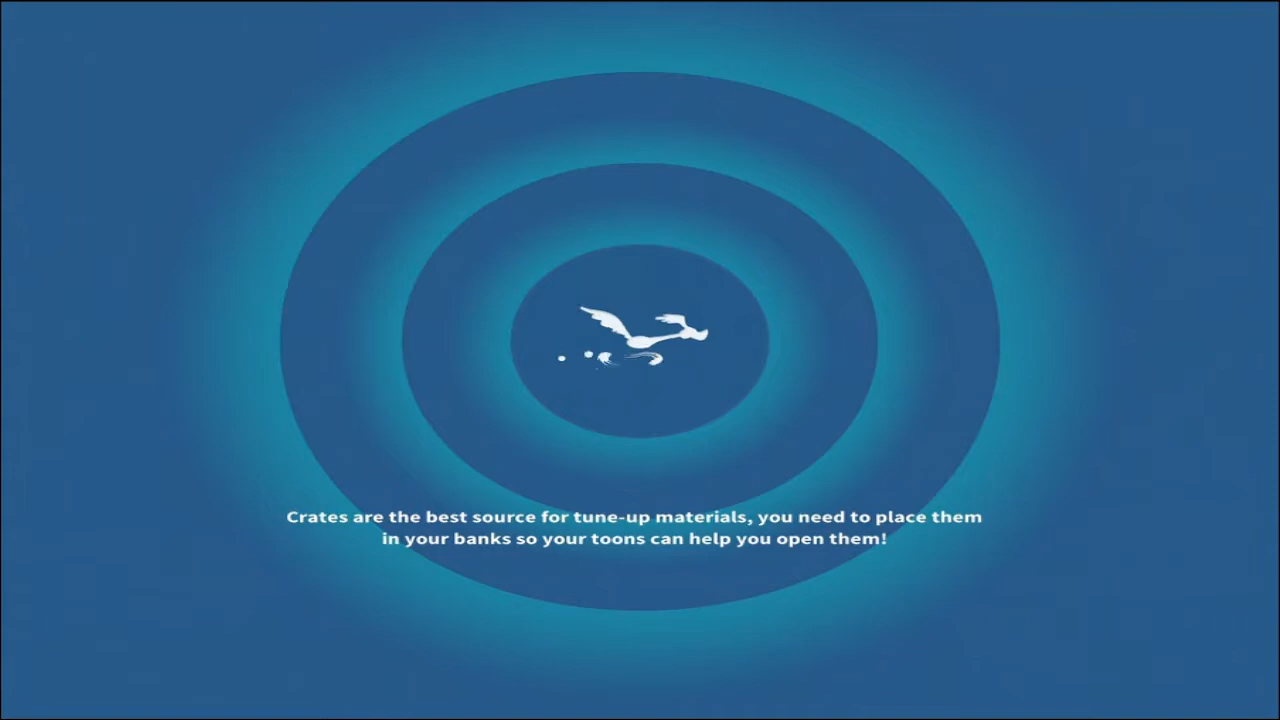 Crates are the best source for tune-up materials, you need to place them
in your banks so your toons can help you open them!